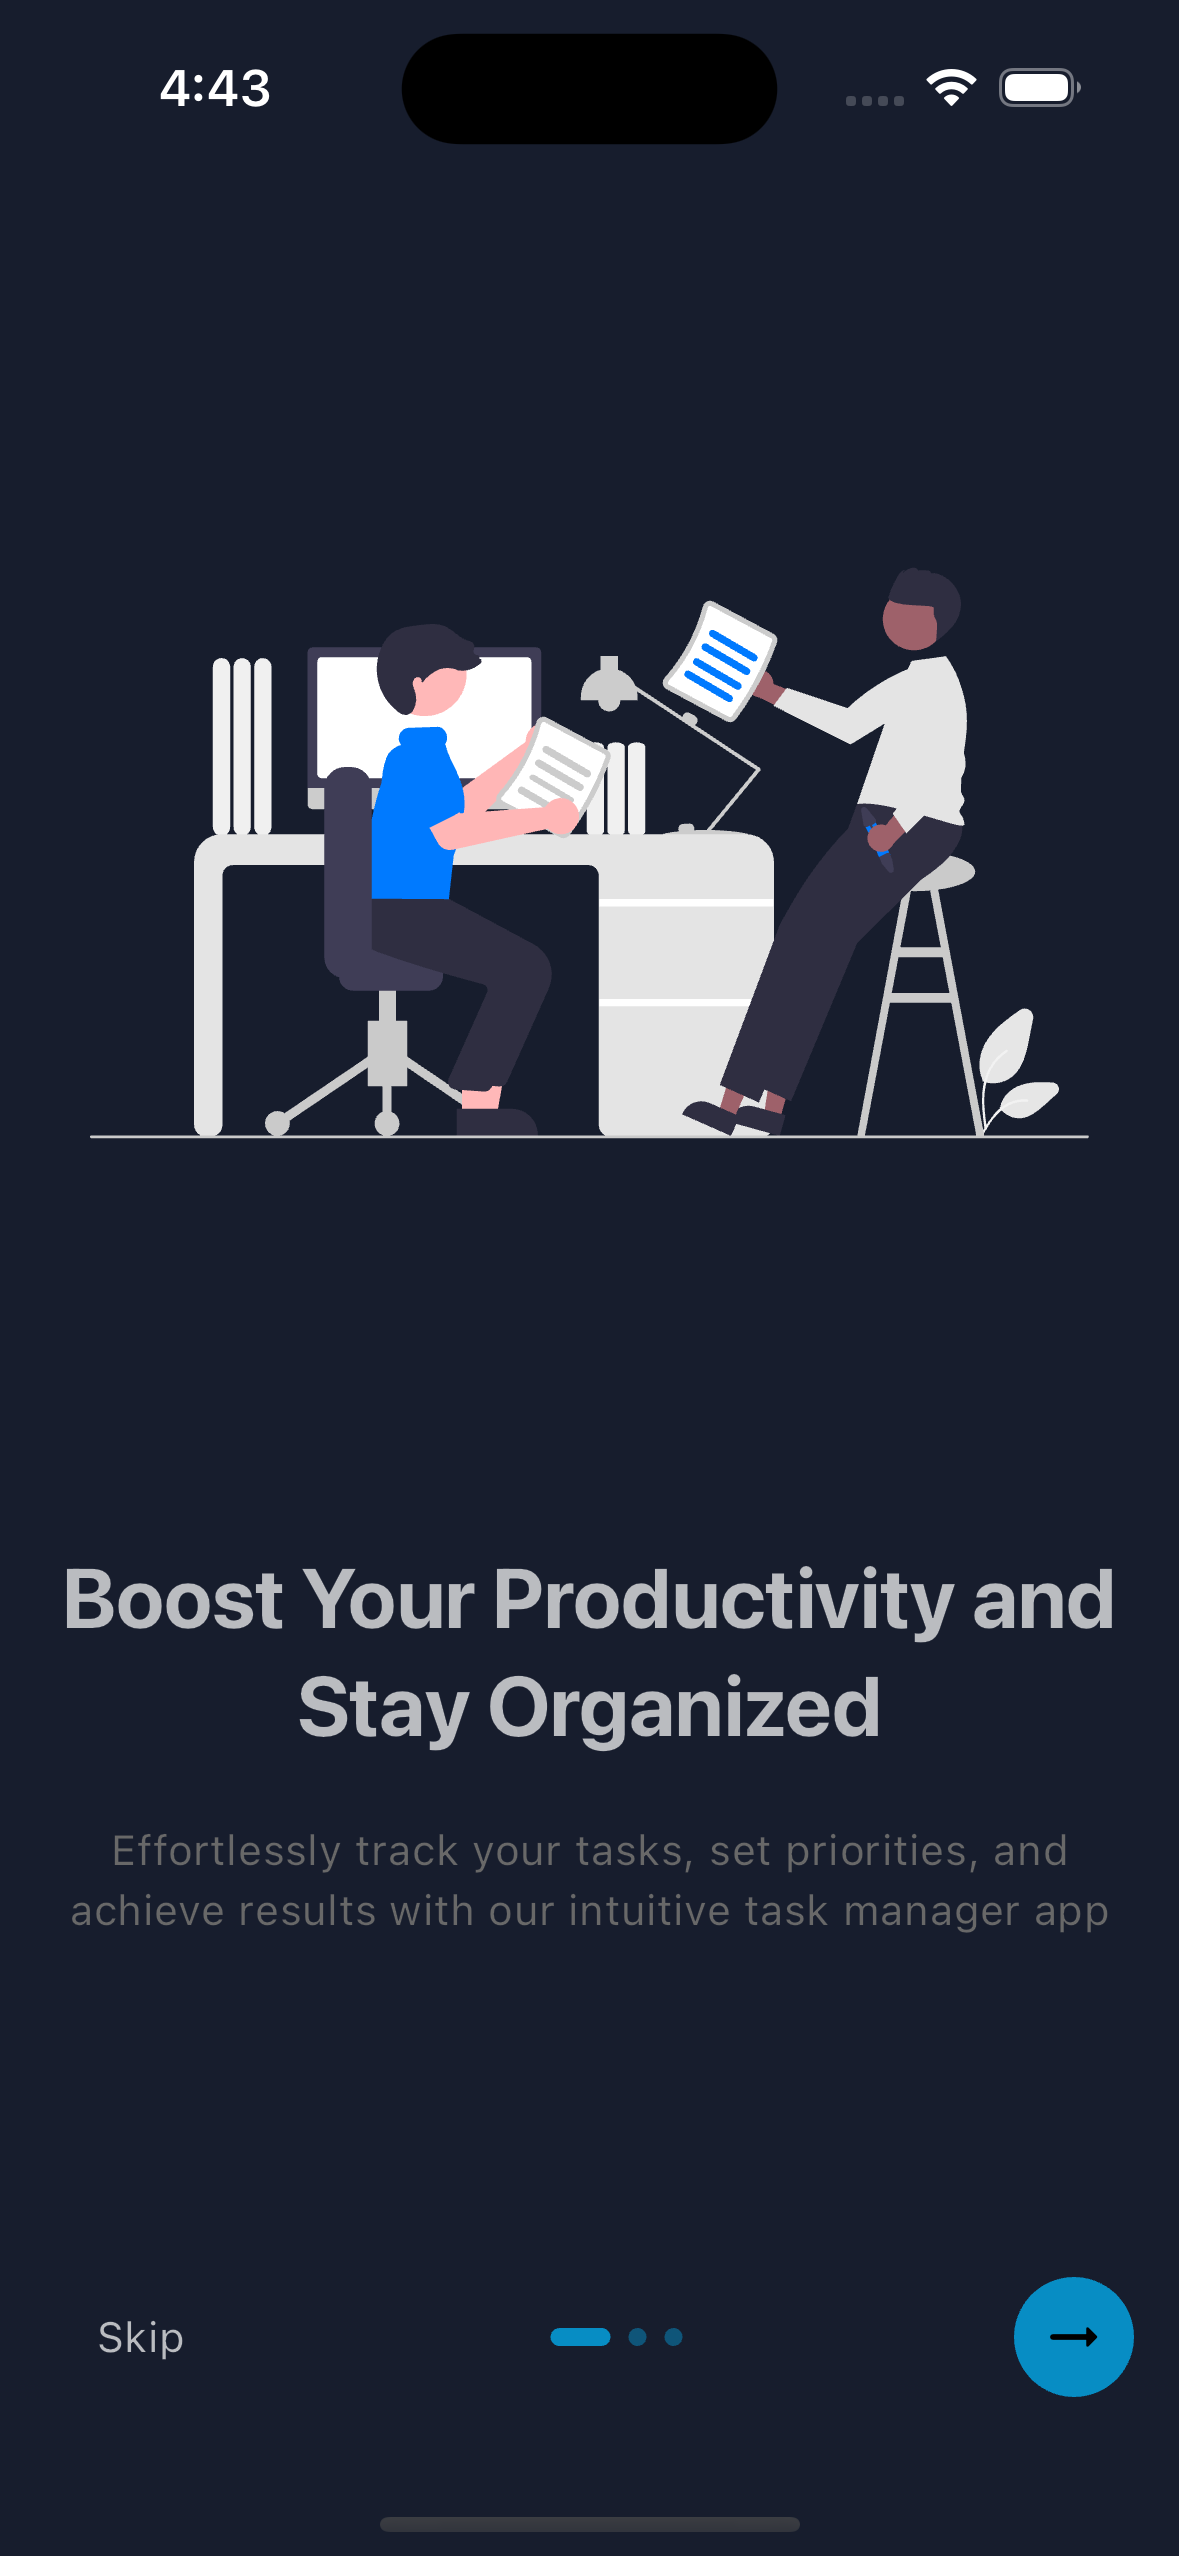 4:43
Boost Your Productivity and
Stay Organized
Effortlessly track your tasks, set priorities, and
achieve results with our intuitive task manager app
Skip